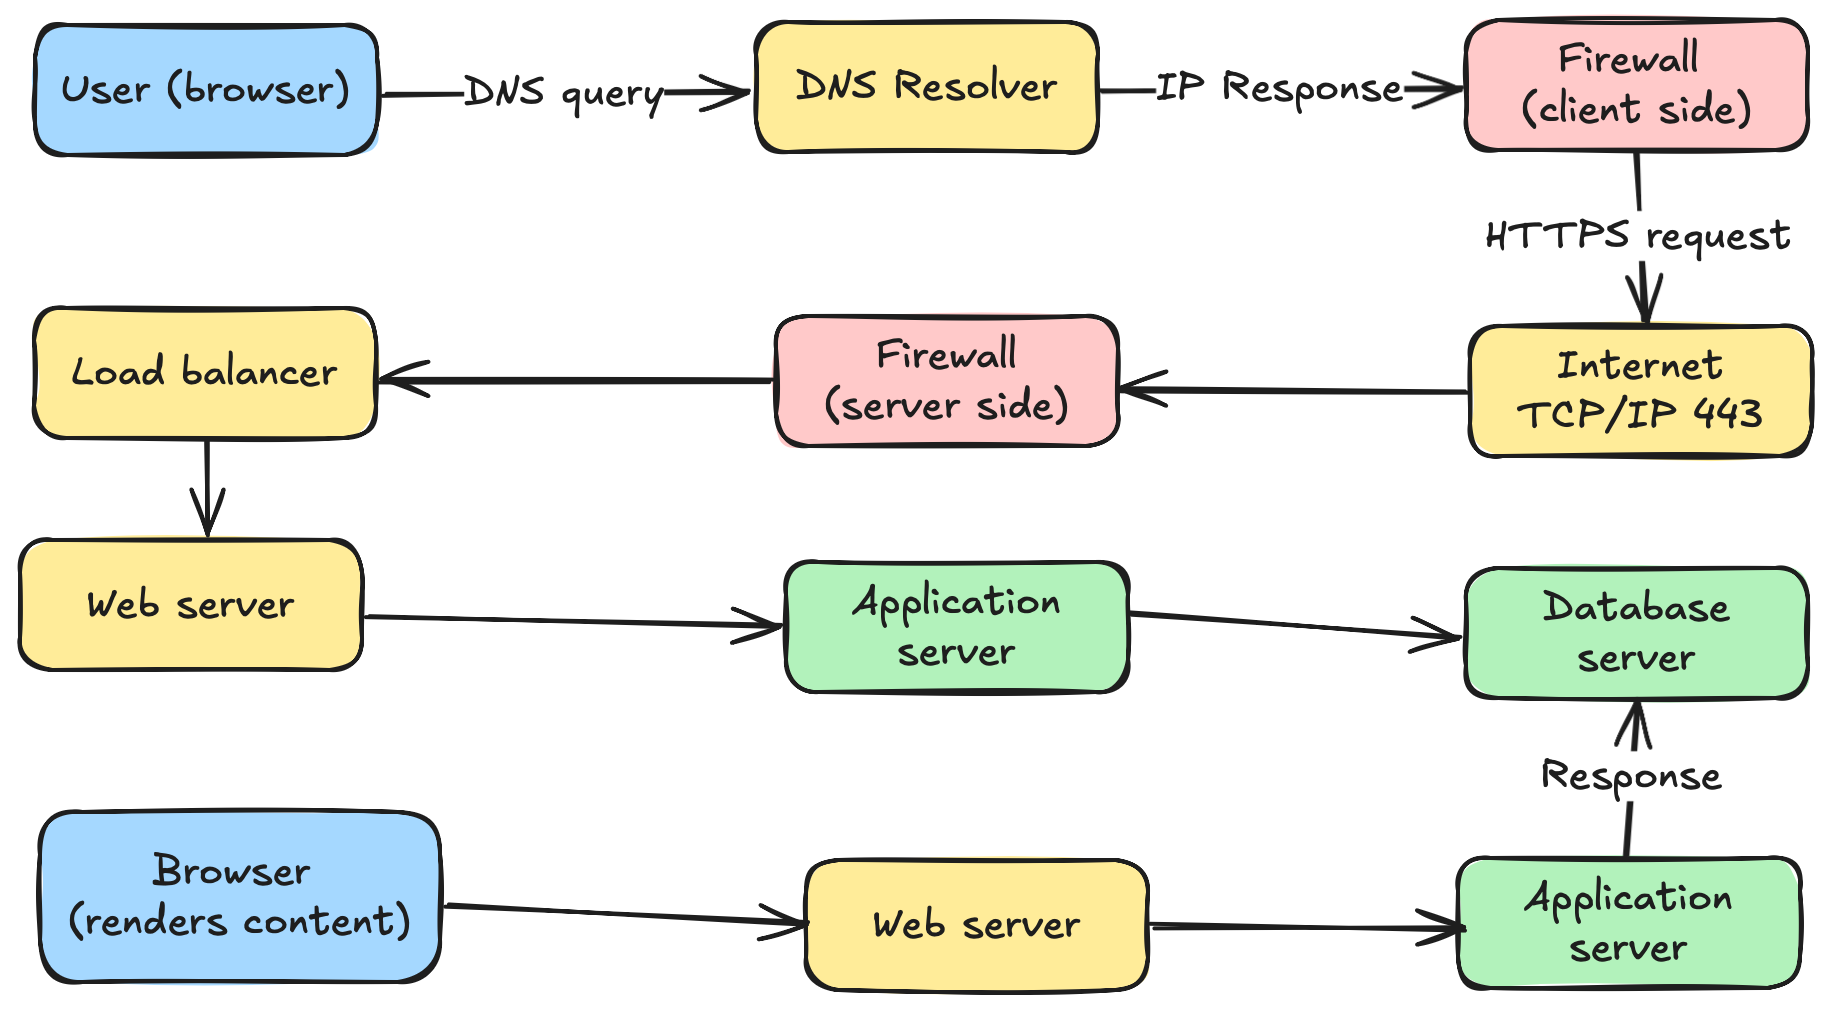 User (browser)
DNS query
DNS Resolver
IP Response
Firewall
(client side)
HTTPS request
Load balancer
Firewall
(server side)
Internet
TCP/IP 443
Web server
Application
server
Database
server
Response
Browser
(renders content)
Web server
Application
server